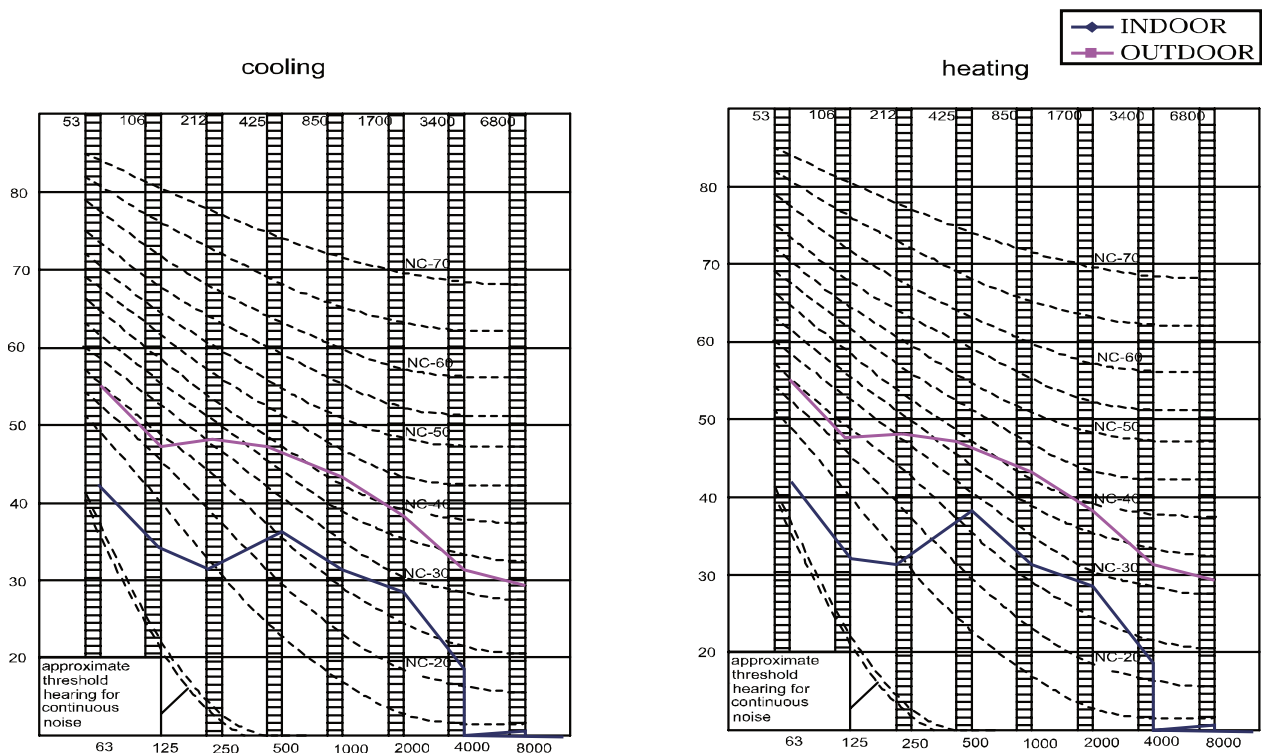 INDOOR
OUTDOOR
cooling
53 106 212 425 850 1700 3400 6800
80
70
60
50
40
30
20
NC-70
NC-60
NC-50
NC-40
NC-30
NC-20
approximate
threshold
hearing for
continuous
noise
63 125 250 500 1000 2000 4000 8000
heating
53 106 212 425 850 1700 3400 6800
80
70
60
50
40
30
20
NC-70
NC-60
NC-50
NC-40
NC-30
NC-20
approximate
threshold
hearing for
continuous
noise
63 125 250 500 1000 2000 4000 8000